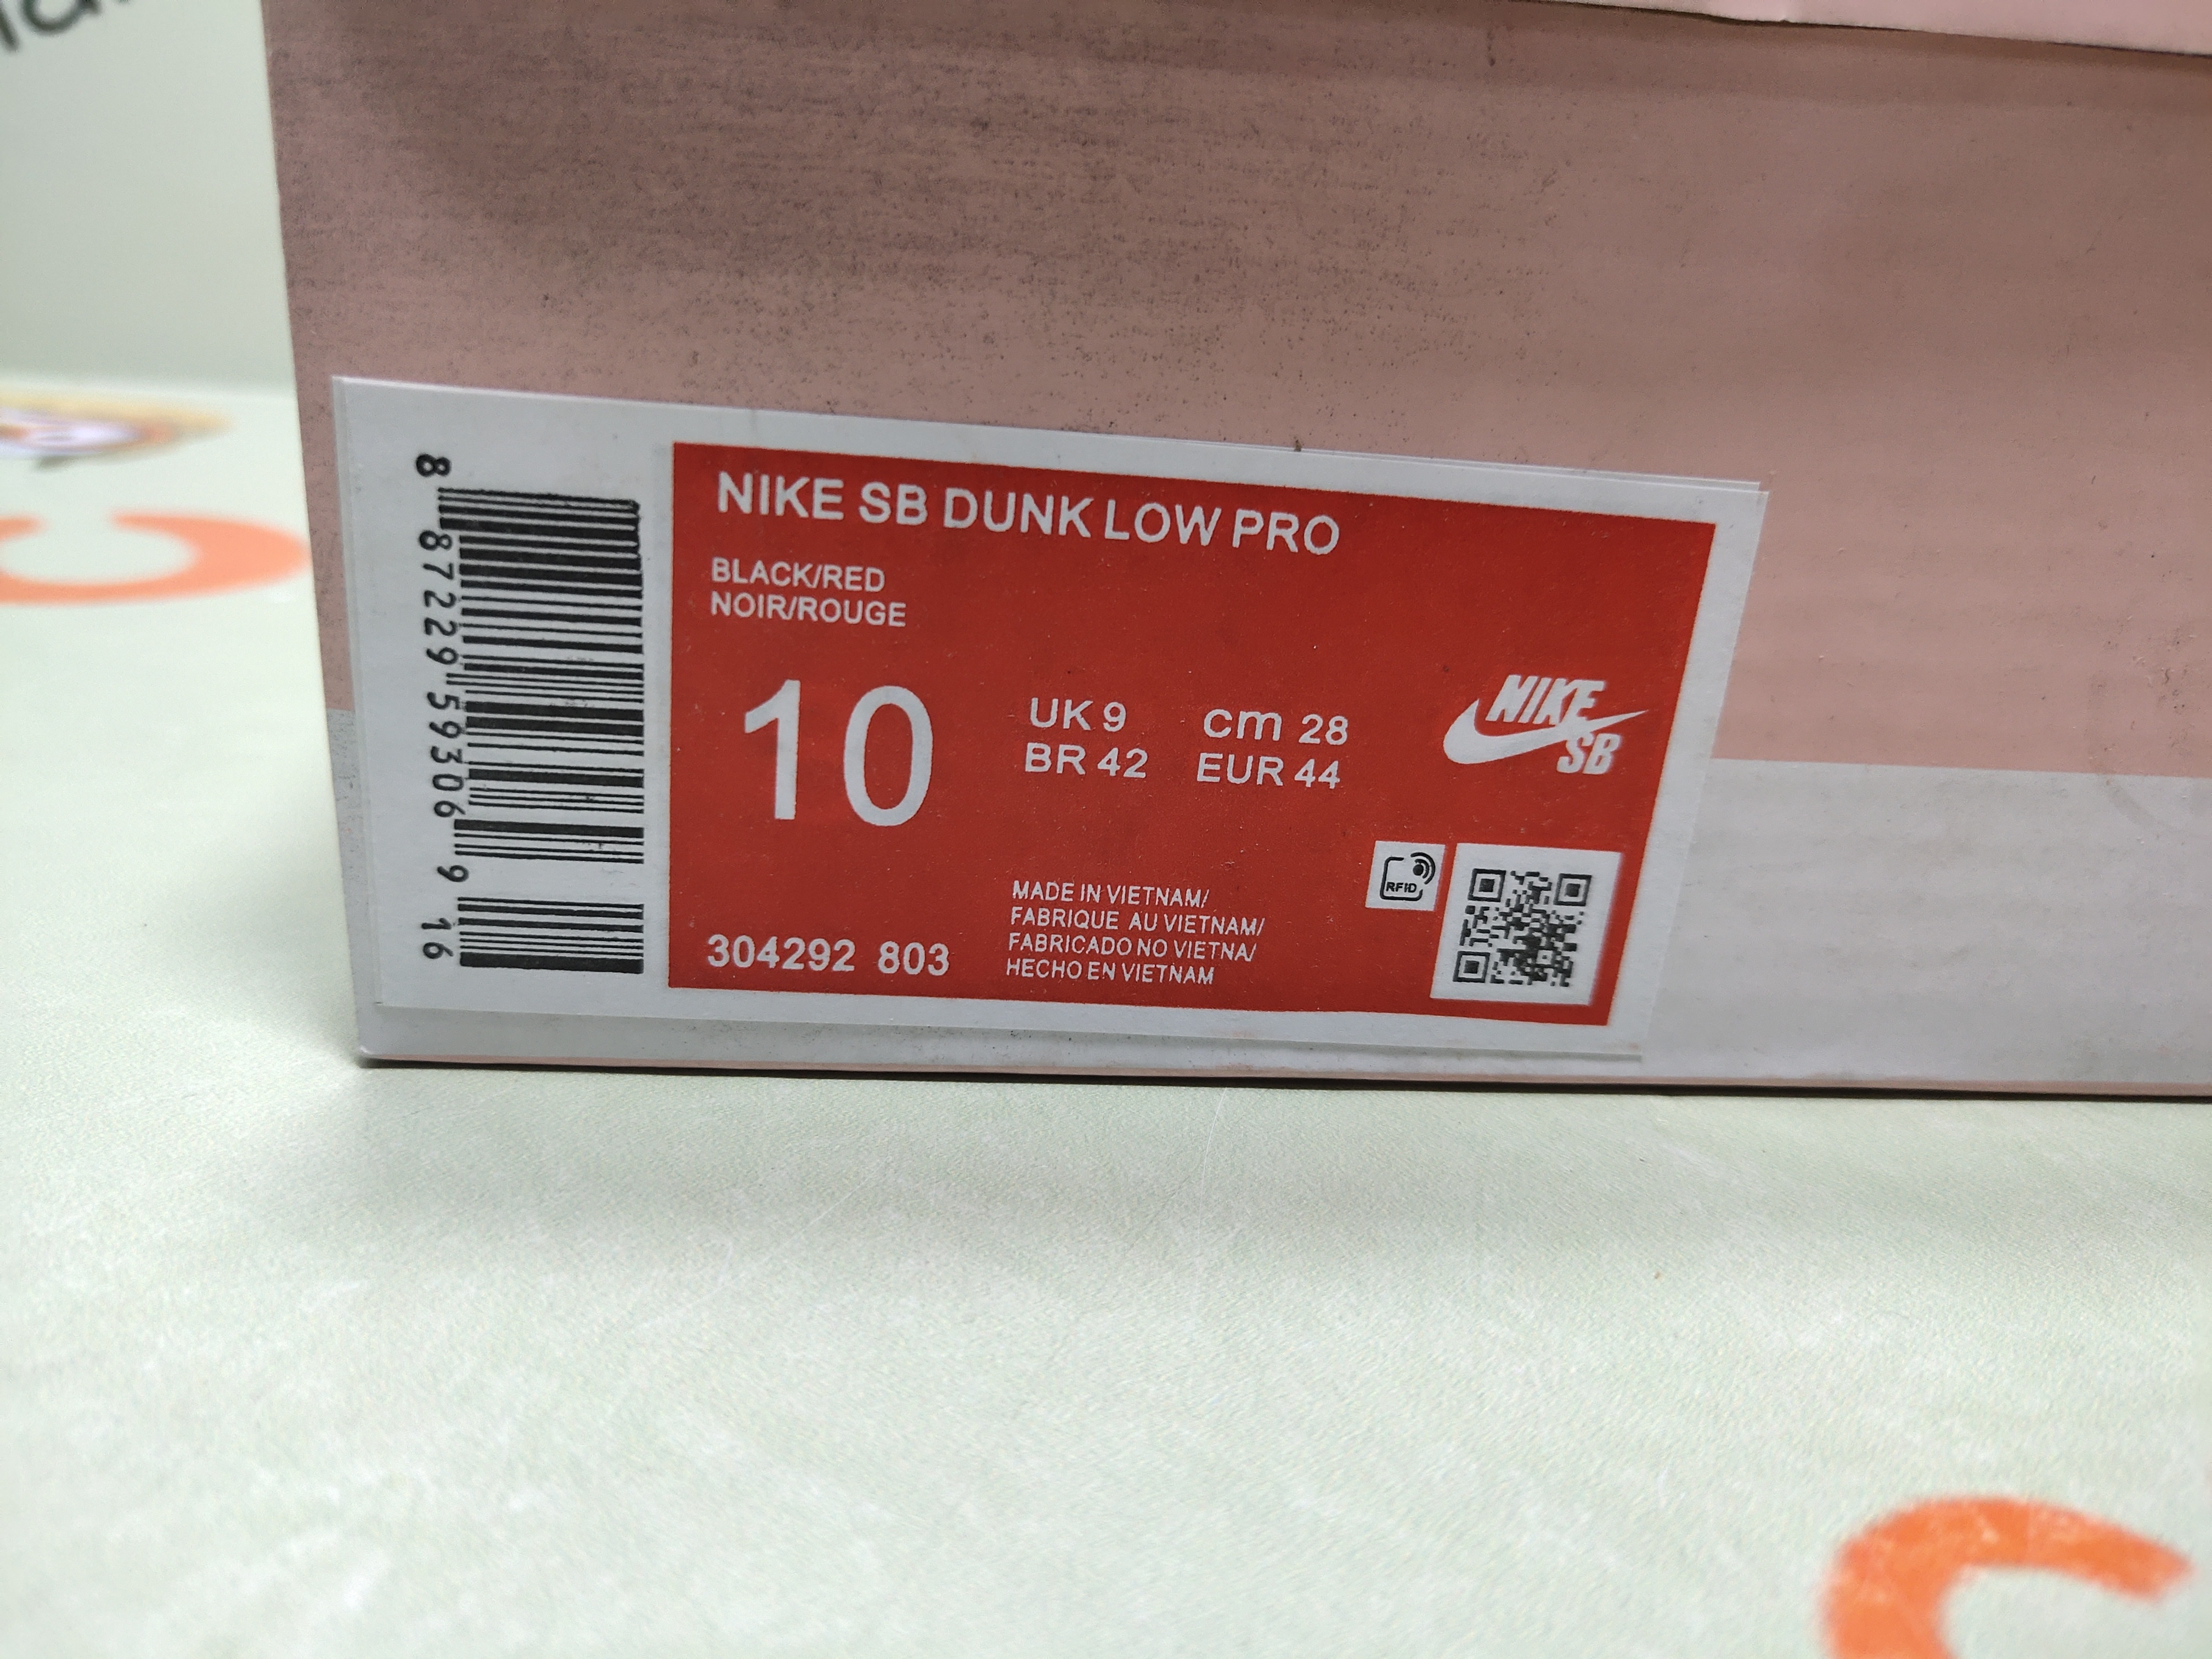 NIKE SB DUNK LOW PRO
BLACK/RED
NOIR/ROUGE
10
UK 9 cm 28
BR 42 EUR 44
NIKE
SB
RFID
MADE IN VIETNAM/
FABRIQUE AU VIETNAM/
FABRICADO NO VIETNA/
HECHO EN VIETNAM
304292 803
8 87229 59306 9 16